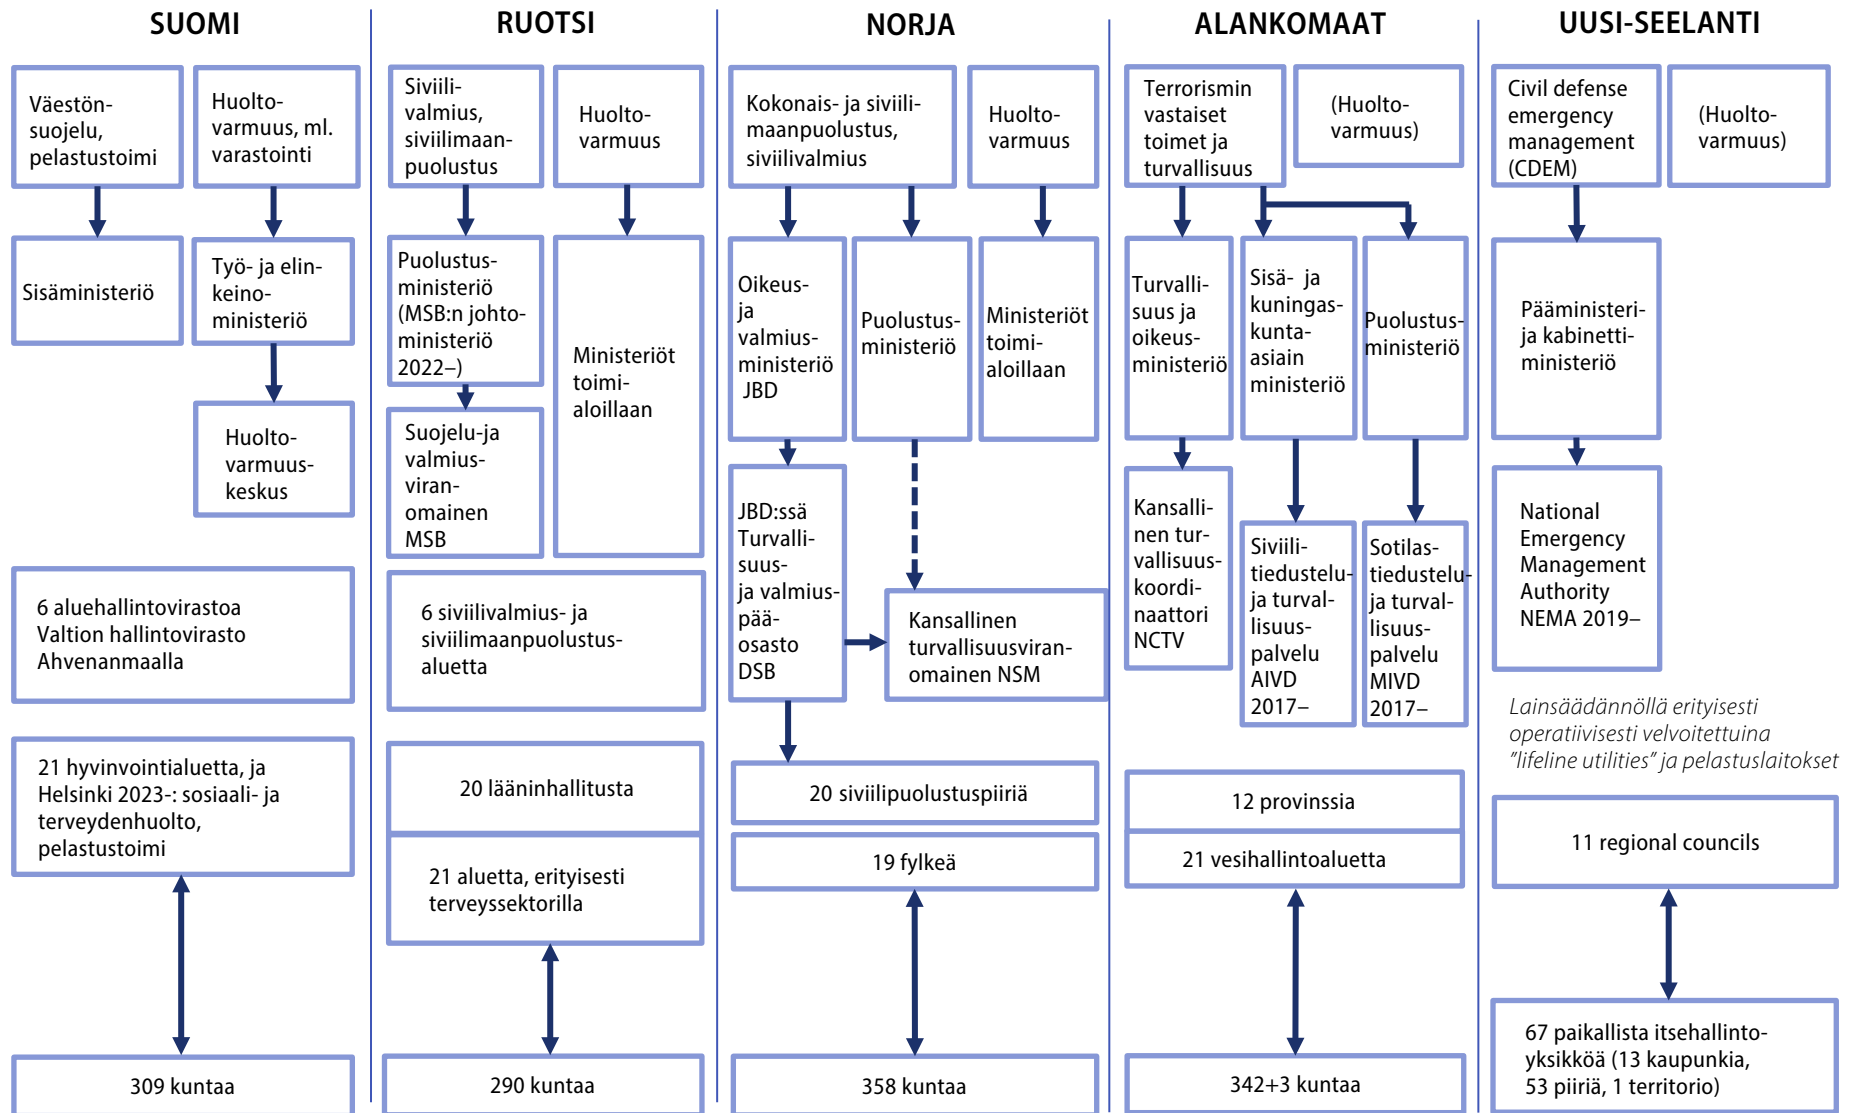 SUOMI
Väestön-
suojelu,
pelastustoimi
Huolto-
varmuus, ml.
varastointi
Sisäministeriö
Työ- ja elin-
keino-
ministeriö
Huolto-
varmuus-
keskus
6 aluehallintovirastoa
Valtion hallintovirasto
Ahvenanmaalla
21 hyvinvointialuetta, ja
Helsinki 2023-: sosiaali- ja
terveydenhuolto,
pelastustoimi
309 kuntaa
RUOTSI
Siviili-
valmius,
siviilimaan-
puolustus
Huolto-
varmuus
Puolustus-
ministeriö
(MSB:n johto-
ministeriö
2022–)
Ministeriöt
toimi-
aloillaan
Suojelu-ja
valmius-
viran-
omainen
MSB
6 siviilivalmius- ja
siviilimaanpuolustus-
aluetta
20 lääninhallitusta
21 aluetta, erityisesti
terveyssektorilla
290 kuntaa
NORJA
Kokonais- ja siviili-
maanpuolustus,
siviilivalmius
Huolto-
varmuus
Oikeus-
ja
valmius-
ministeriö
JBD
Puolustus-
ministeriö
Ministeriöt
toimi-
aloillaan
JBD:ssä
Turvalli-
suus-
ja valmius-
pää-
osasto
DSB
Kansallinen
turvallisuusviran-
omainen NSM
20 siviilipuolustuspiiriä
19 fylkeä
358 kuntaa
ALANKOMAAT
Terrorismin
vastaiset
toimet ja
turvallisuus
(Huolto-
varmuus)
Turvalli-
suus ja
oikeus-
ministeriö
Sisä- ja
kuningas-
kunta-
asiain
ministeriö
Puolustus-
ministeriö
Kansalli-
nen tur-
vallisuus-
koordi-
naattori
NCTV
Siviili-
tiedustelu-
ja turval-
lisuus-
palvelu
AIVD
2017–
Sotilas-
tiedustelu-
ja turval-
lisuus-
palvelu
MIVD
2017–
12 provinssia
21 vesihallintoaluetta
342+3 kuntaa
UUSI-SEELANTI
Civil defense
emergency
management
(CDEM)
(Huolto-
varmuus)
Pääministeri-
ja kabinetti-
ministeriö
National
Emergency
Management
Authority
NEMA 2019–
Lainsäädännöllä erityisesti
operatiivisesti velvoitettuina
”lifeline utilities” ja pelastuslaitokset
11 regional councils
67 paikallista itsehallinto-
yksikköä (13 kaupunkia,
53 piiriä, 1 territorio)